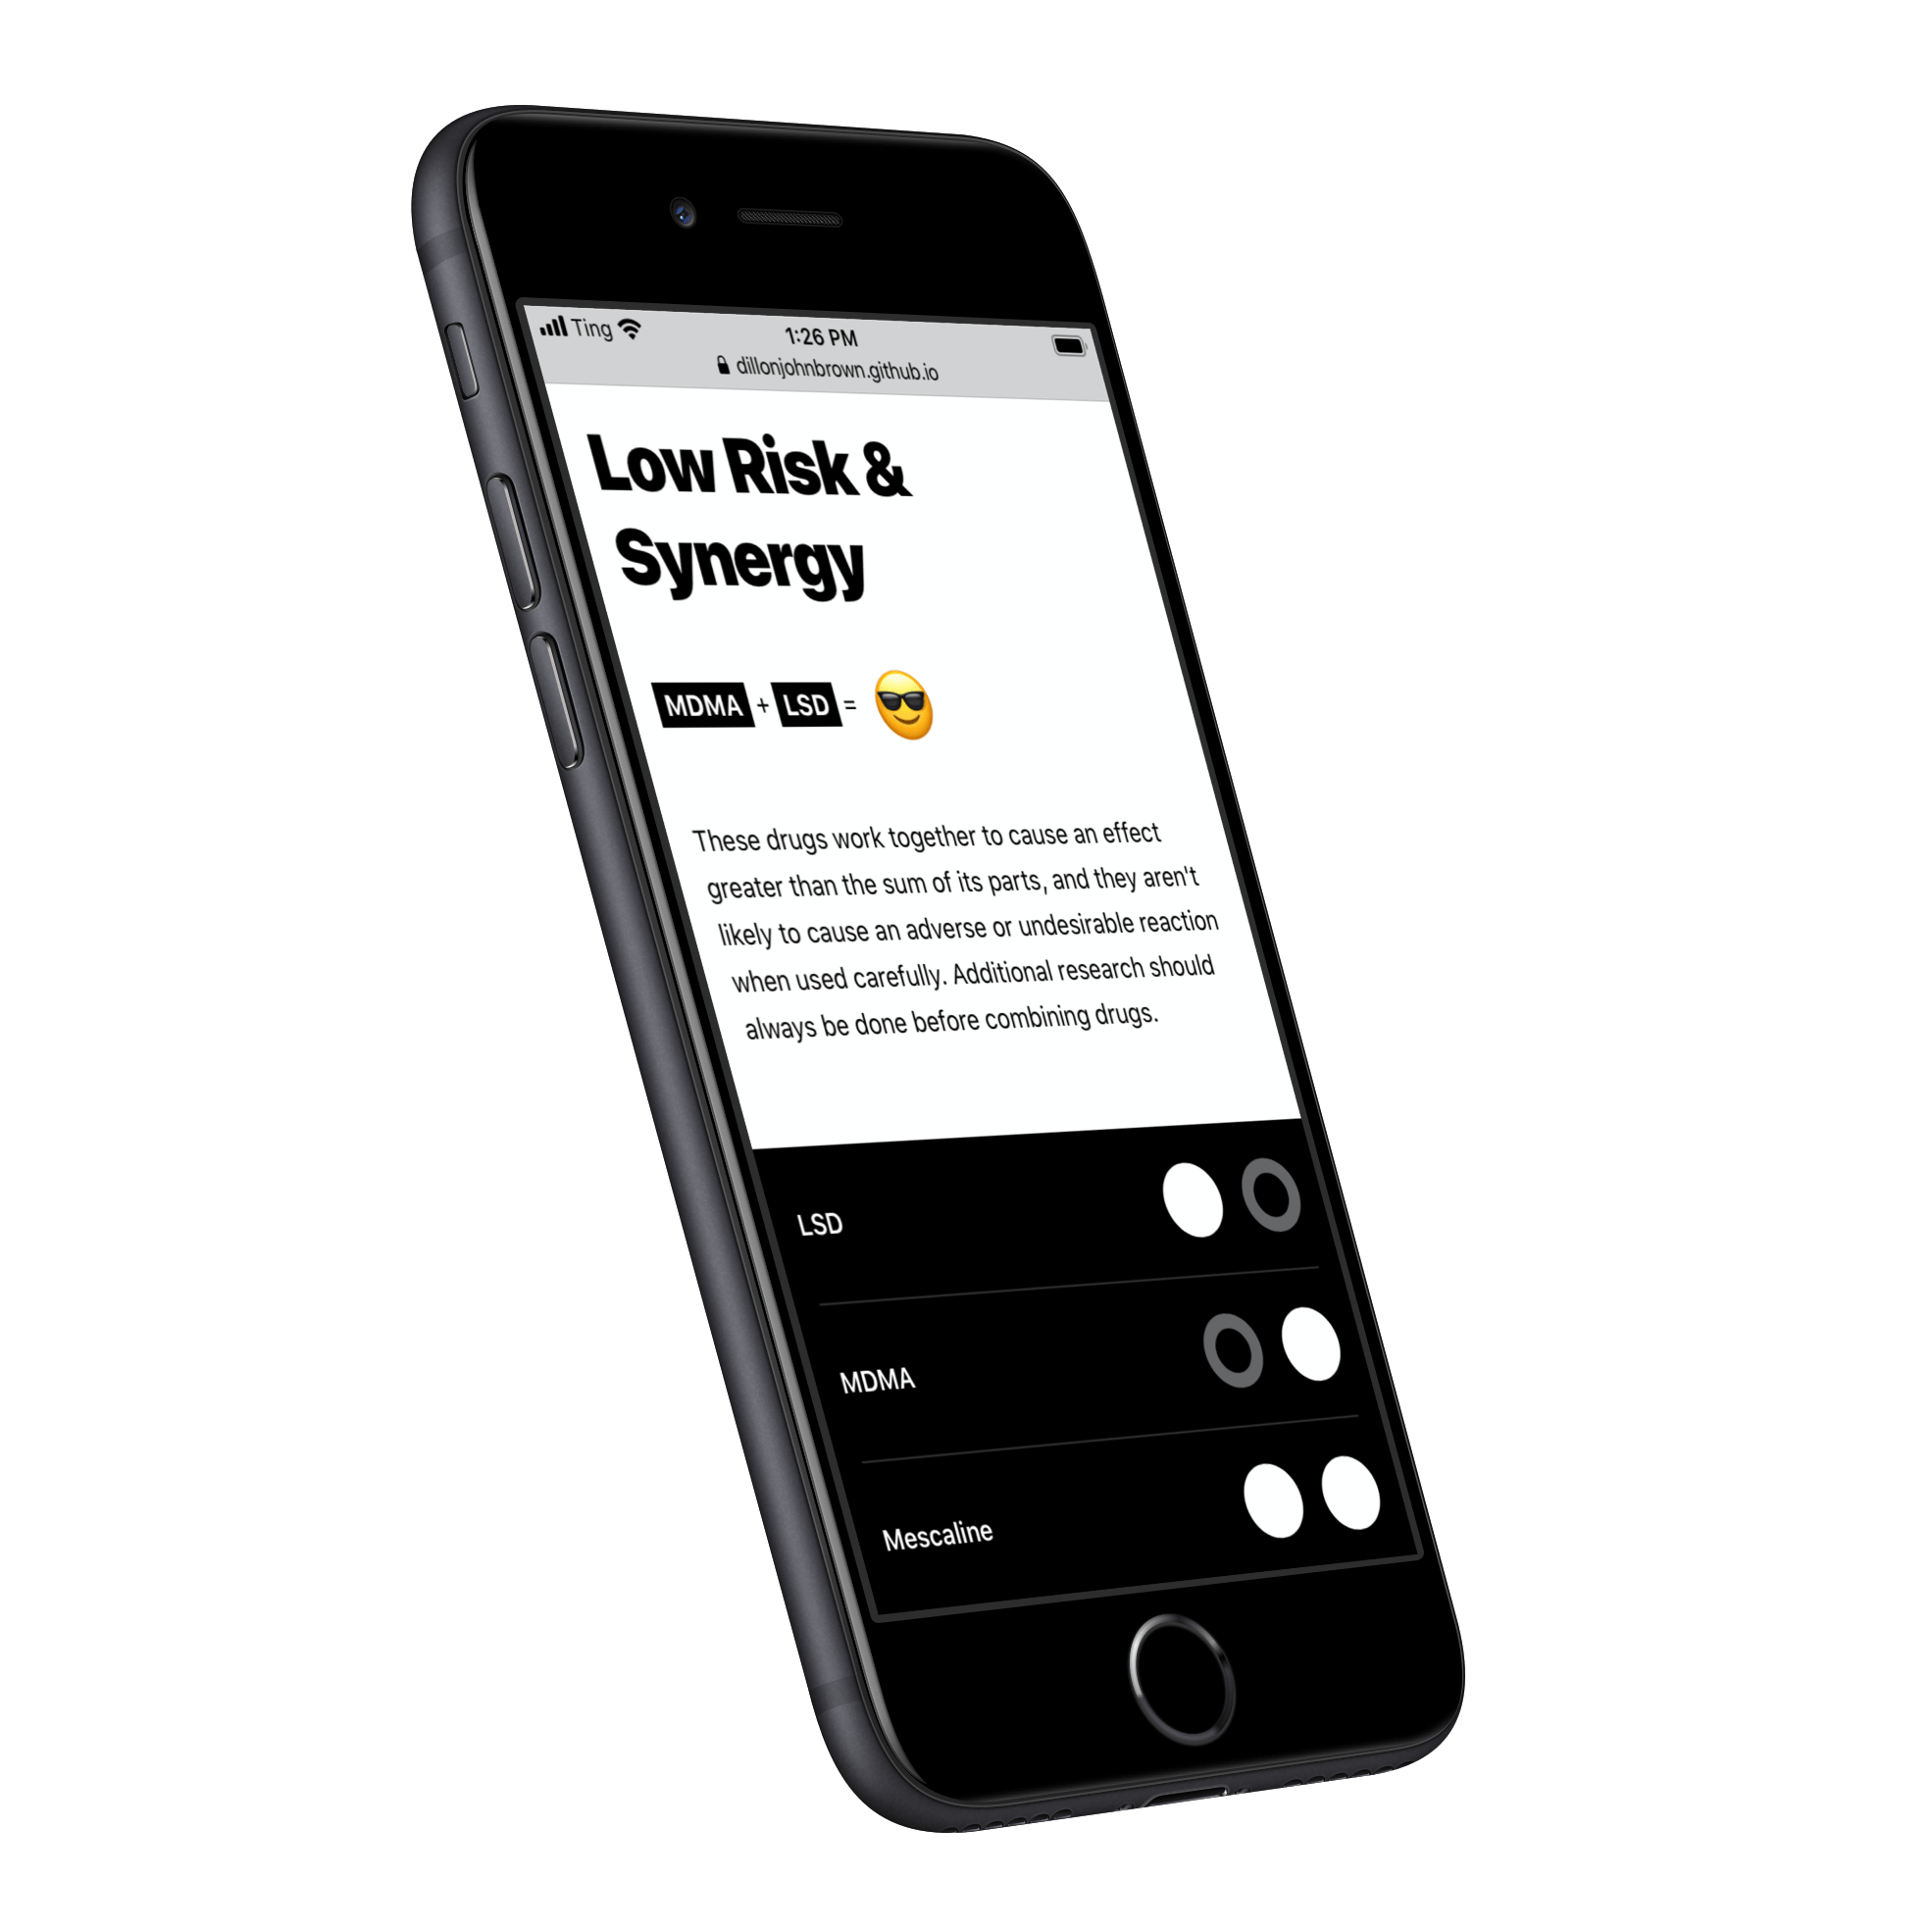 Ting
1:26 PM
dillonjohnbrown.github.io
Low Risk &
Synergy
MDMA + LSD = 😎
These drugs work together to cause an effect
greater than the sum of its parts, and they aren't
likely to cause an adverse or undesirable reaction
when used carefully. Additional research should
always be done before combining drugs.
LSD
MDMA
Mescaline